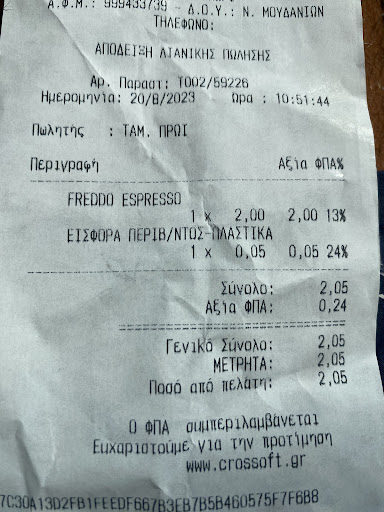 Α.Φ.Μ.: 999433739 - Δ.Ο.Υ.: Ν. ΜΟΥΔΑΝΙΩΝ
ΤΗΛΕΦΩΝΟ:
ΑΠΟΔΕΙΞΗ ΛΙΑΝΙΚΗΣ ΠΩΛΗΣΗΣ
Αρ. Παραστ: Τ002/59226
Ημερομηνία: 20/8/2023 Ώρα : 10:51:44
Πωλητής : ΤΑΜ. ΠΡΩΙ
Περιγραφή Αξία ΦΠΑ%
FREDDO ESPRESSO
1 x 2,00 2,00 13%
ΕΙΣΦΟΡΑ ΠΕΡΙΒ/ΝΤΟΣ-ΠΛΑΣΤΙΚΑ
1 x 0,05 0,05 24%
Σύνολο: 2,05
Αξία ΦΠΑ: 0,24
Γενικό Σύνολο: 2,05
ΜΕΤΡΗΤΑ: 2,05
Ποσό από πελάτη: 2,05
Ο ΦΠΑ συμπεριλαμβάνεται
Ευχαριστούμε για την προτίμηση
www.crossoft.gr
7C30A13D2FB1FEEDF667B3EB7B5B460575F7F6B8